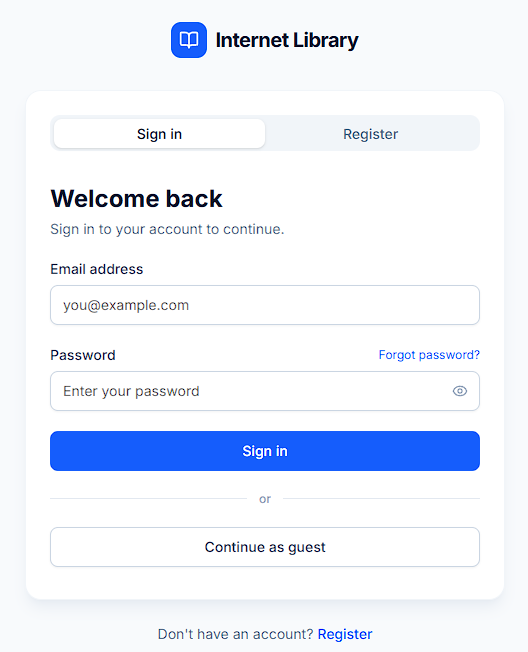 Internet Library
Sign in
Register
Welcome back
Sign in to your account to continue.
Email address
you@example.com
Password
Forgot password?
Enter your password
Sign in
or
Continue as guest
Don't have an account? Register